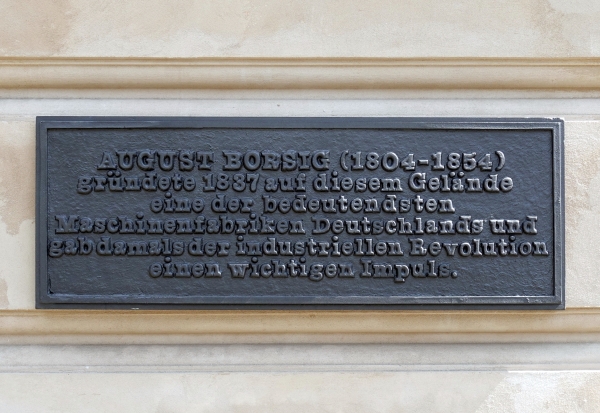 AUGUST BORSIG (1804-1854)
gründete 1837 auf diesem Gelände
eine der bedeutendsten
Maschinenfabriken Deutschlands und
gab damals der industriellen Revolution
einen wichtigen Impuls.